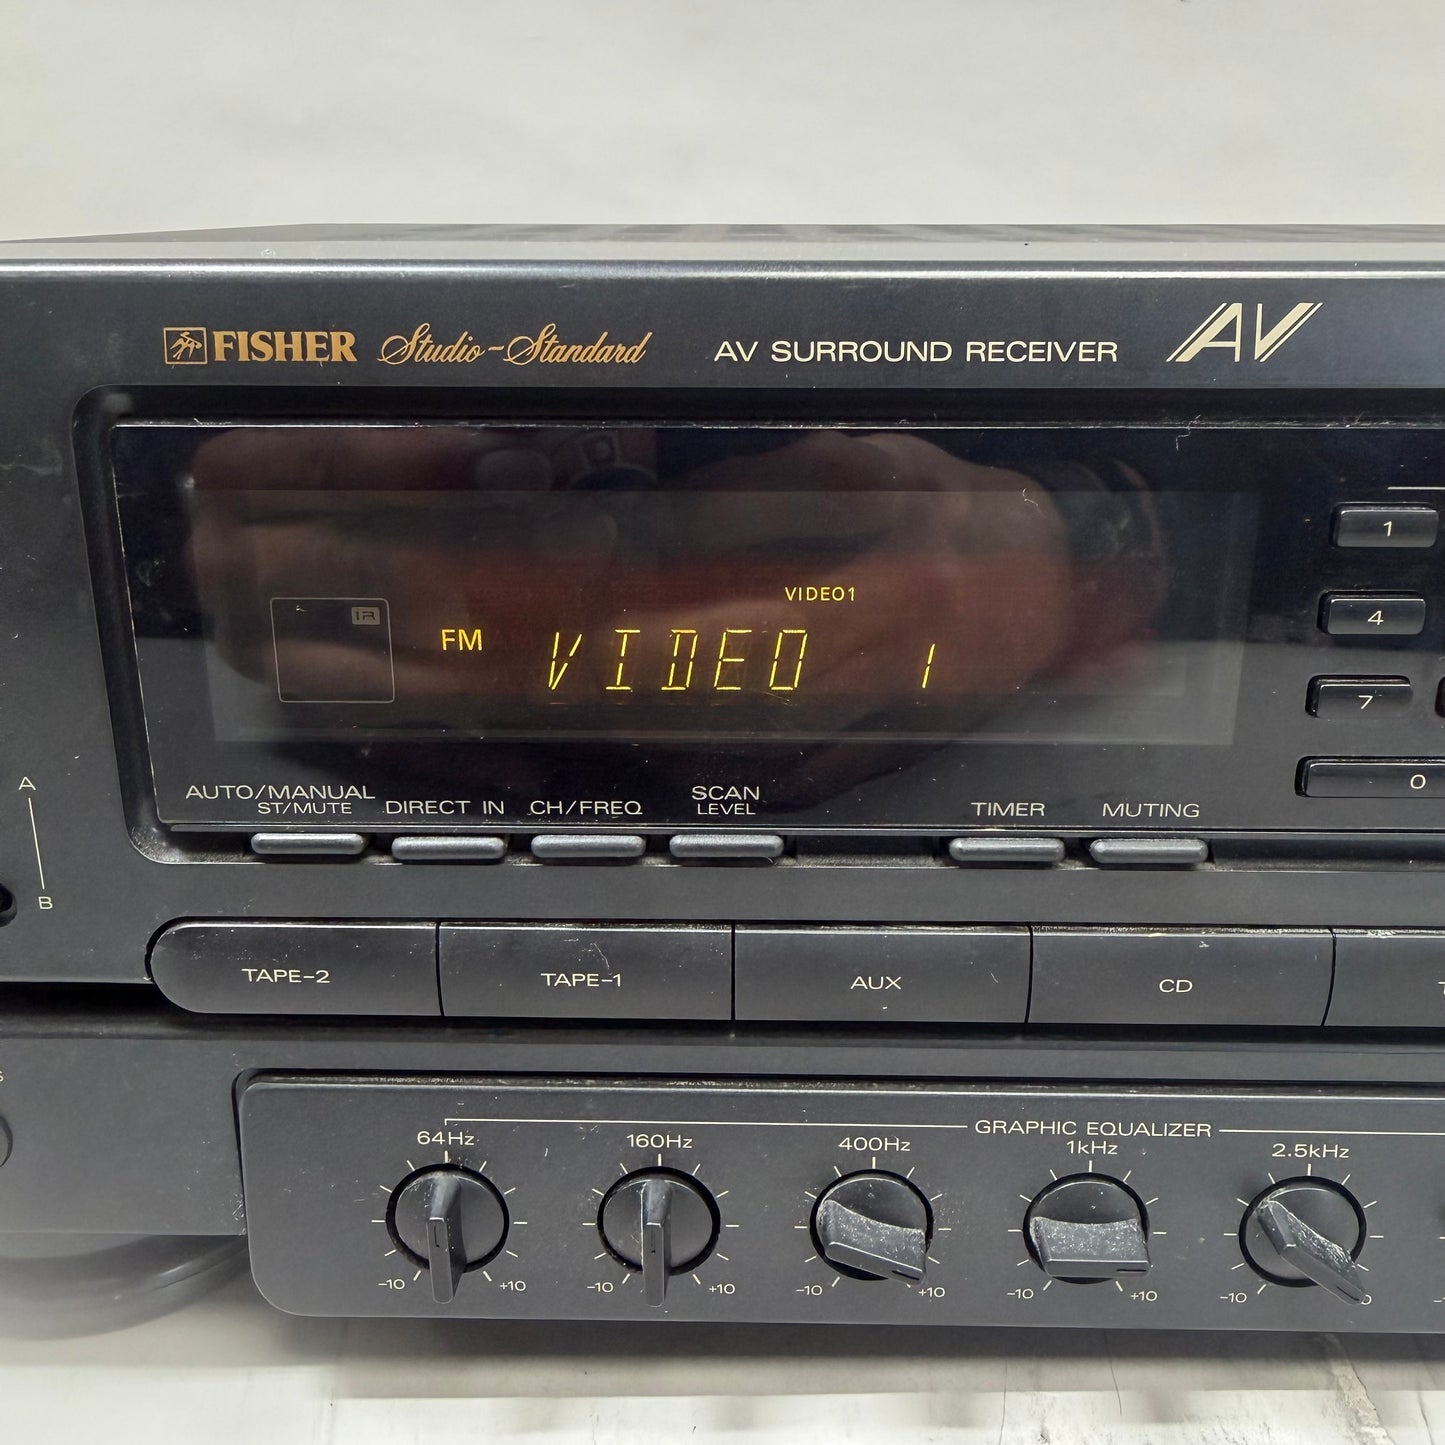 FISHER Studio-Standard AV SURROUND RECEIVER AV
VIDEO1
IR
FM VIDEO 1
1
4
7
0
A
B
AUTO/MANUAL
ST/MUTE
DIRECT IN
CH/FREQ
SCAN
LEVEL
TIMER
MUTING
TAPE-2
TAPE-1
AUX
CD
GRAPHIC EQUALIZER
64Hz
160Hz
400Hz
1kHz
2.5kHz
-10 +10
-10 +10
-10 +10
-10 +10
-10